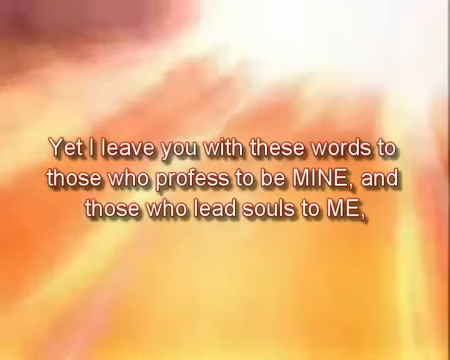 Yet I leave you with these words to
those who profess to be MINE, and
those who lead souls to ME,